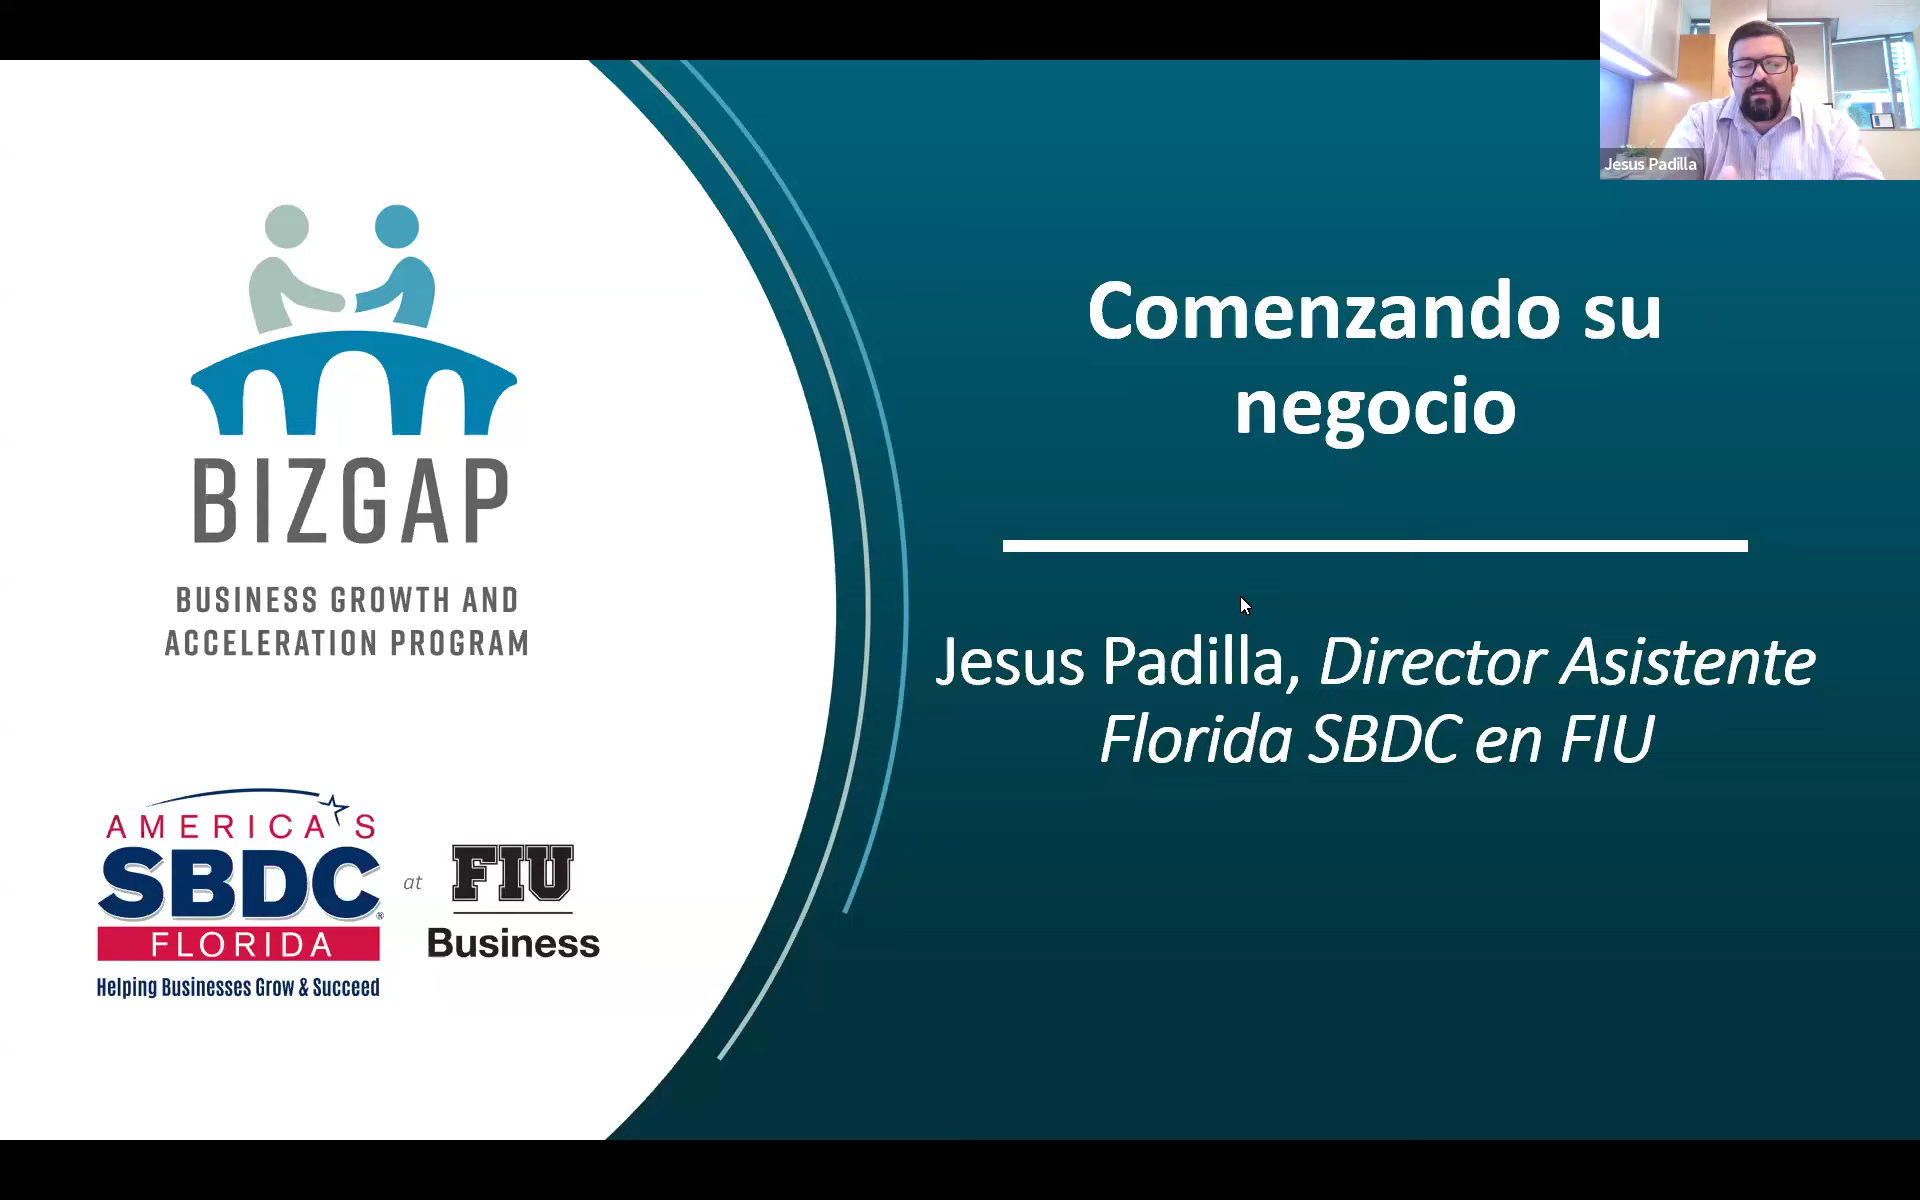 Jesus Padilla
BIZGAP
BUSINESS GROWTH AND
ACCELERATION PROGRAM
AMERICA'S
SBDC®
FLORIDA
Helping Businesses Grow & Succeed
at
FIU
Business
Comenzando su
negocio
Jesus Padilla, Director Asistente
Florida SBDC en FIU